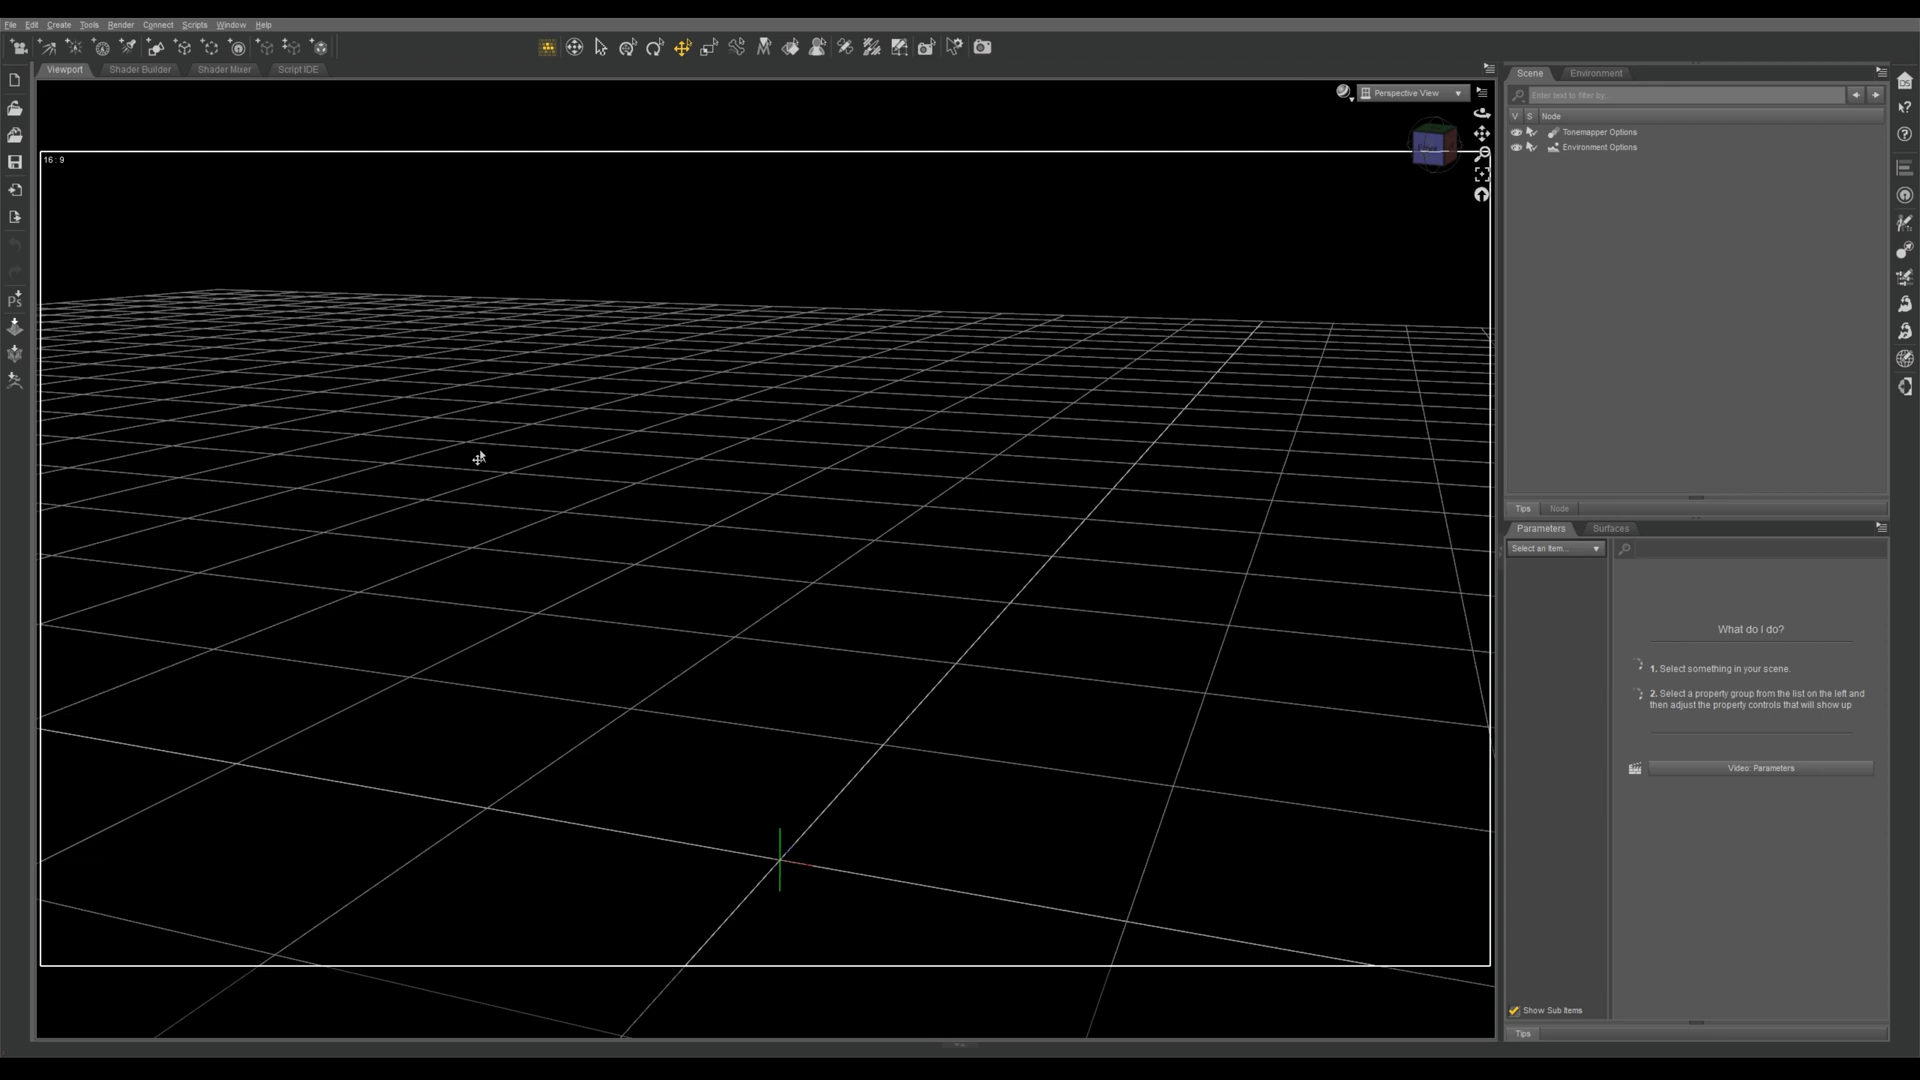 File Edit Create Tools Render Connect Scripts Window Help
Viewport Shader Builder Shader Mixer Script IDE
Perspective View
16 : 9
Scene Environment
Enter text to filter by...
V S Node
Tonemapper Options
Environment Options
Tips Node
Parameters Surfaces
Select an Item...
What do I do?
1. Select something in your scene.
2. Select a property group from the list on the left and
then adjust the property controls that will show up
Video: Parameters
Show Sub Items
Tips
Ps